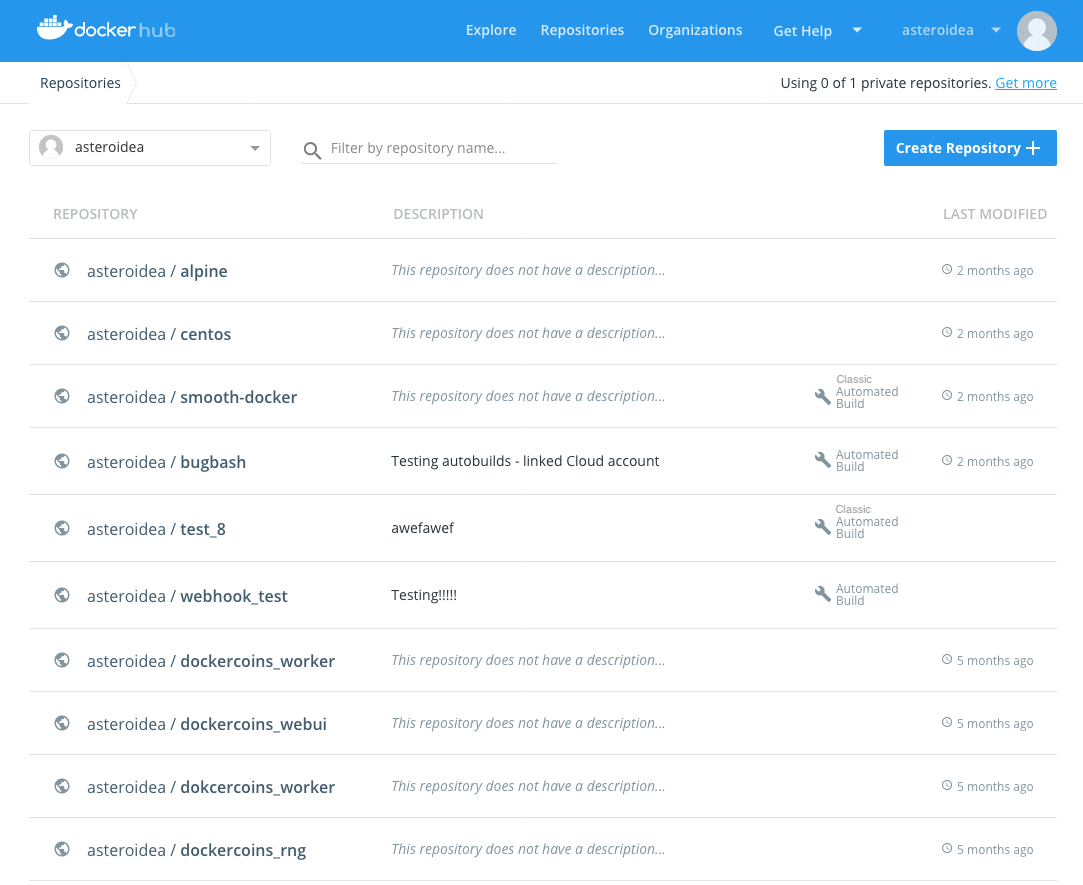 docker hub Explore Repositories Organizations Get Help asteroidea
Repositories Using 0 of 1 private repositories. Get more
asteroidea Filter by repository name... Create Repository
REPOSITORY DESCRIPTION LAST MODIFIED
asteroidea / alpine This repository does not have a description... 2 months ago
asteroidea / centos This repository does not have a description... 2 months ago
asteroidea / smooth-docker This repository does not have a description... Classic Automated Build 2 months ago
asteroidea / bugbash Testing autobuilds - linked Cloud account Automated Build 2 months ago
asteroidea / test_8 awefawef Classic Automated Build
asteroidea / webhook_test Testing!!!!! Automated Build
asteroidea / dockercoins_worker This repository does not have a description... 5 months ago
asteroidea / dockercoins_webui This repository does not have a description... 5 months ago
asteroidea / dokcercoins_worker This repository does not have a description... 5 months ago
asteroidea / dockercoins_rng This repository does not have a description... 5 months ago